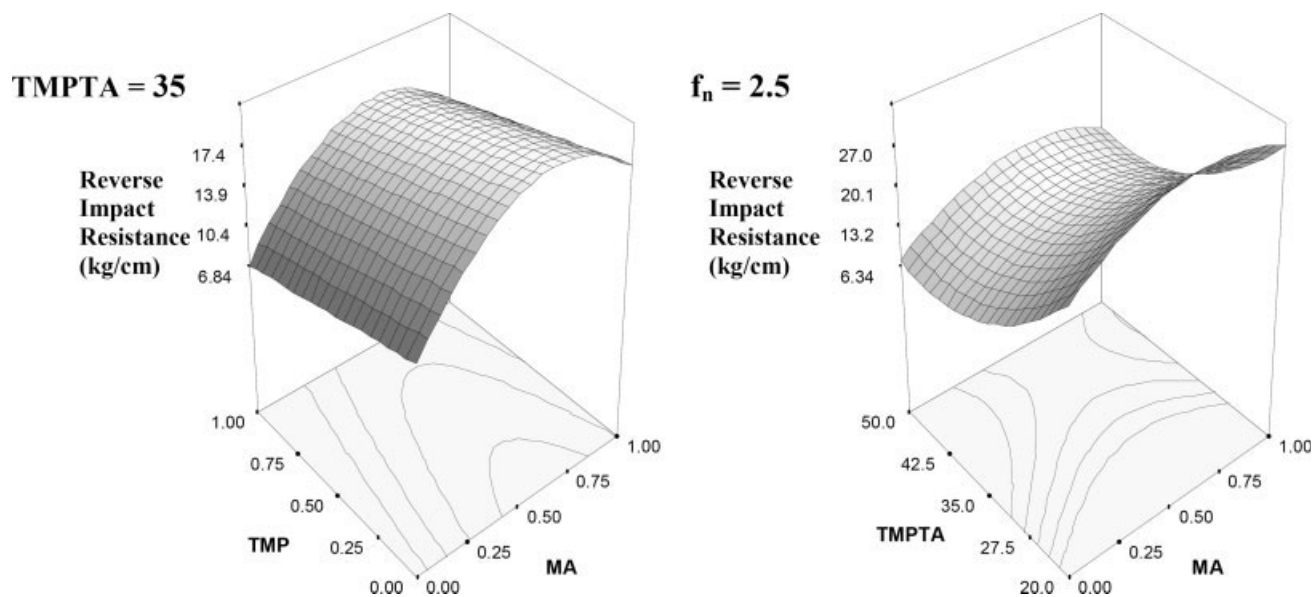 TMPTA = 35
17.4
Reverse
13.9
Impact
10.4
Resistance
(kg/cm)
6.84
1.00
0.75
0.50
TMP
0.25
0.00
0.00
0.25
0.50
0.75
1.00
MA
fn = 2.5
27.0
Reverse
20.1
Impact
13.2
Resistance
(kg/cm)
6.34
50.0
42.5
35.0
TMPTA
27.5
20.0
0.00
0.25
0.50
0.75
1.00
MA